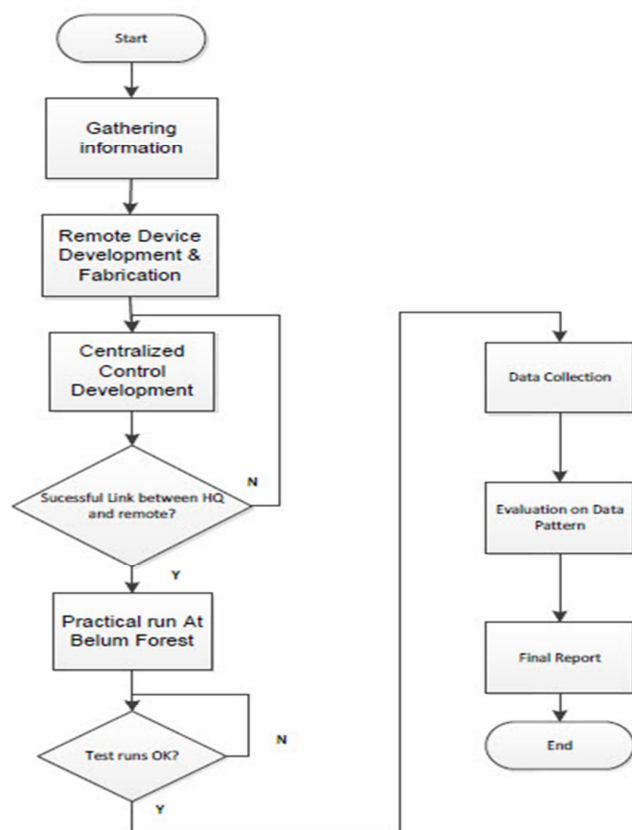 Start
Gathering
information
Remote Device
Development &
Fabrication
Centralized
Control
Development
Sucessful Link between HQ
and remote?
N
Y
Practical run At
Belum Forest
Test runs OK?
N
Y
Data Collection
Evaluation on Data
Pattern
Final Report
End